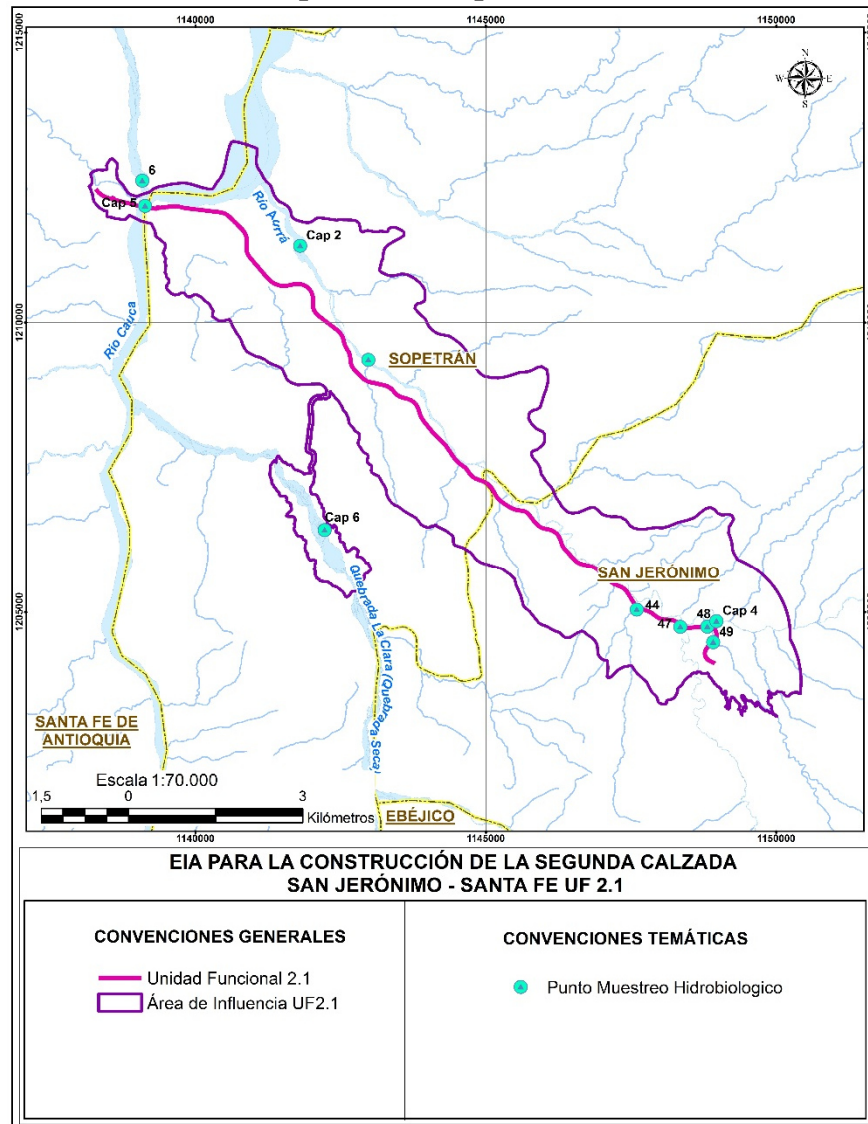 1140000
1145000
1150000
1215000
N
W
E
S
6
Cap 5
Río Aurrá
Cap 2
1210000
Río Cauca
SOPETRÁN
Cap 6
SAN JERÓNIMO
44
47
48
Cap 4
49
1205000
Quebrada La Clara (Quebrada Seca)
SANTA FE DE
ANTIOQUIA
Escala 1:70.000
1,5
0
3
Kilómetros
EBÉJICO
1140000
1145000
1150000
EIA PARA LA CONSTRUCCIÓN DE LA SEGUNDA CALZADA
SAN JERÓNIMO - SANTA FE UF 2.1
CONVENCIONES GENERALES
Unidad Funcional 2.1
Área de Influencia UF2.1
CONVENCIONES TEMÁTICAS
Punto Muestreo Hidrobiologico